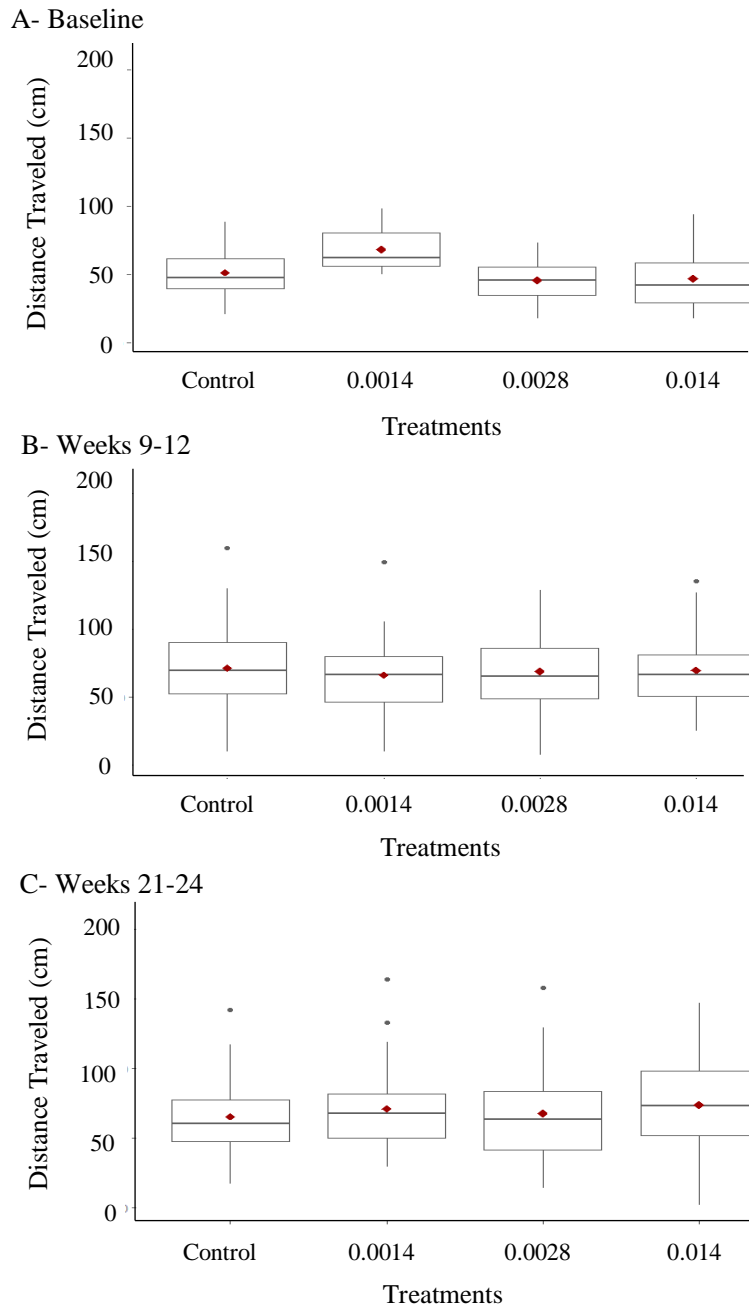 A- Baseline
Distance Traveled (cm)
200
150
100
50
0
Control 0.0014 0.0028 0.014
Treatments
B- Weeks 9-12
Distance Traveled (cm)
200
150
100
50
0
Control 0.0014 0.0028 0.014
Treatments
C- Weeks 21-24
Distance Traveled (cm)
200
150
100
50
0
Control 0.0014 0.0028 0.014
Treatments